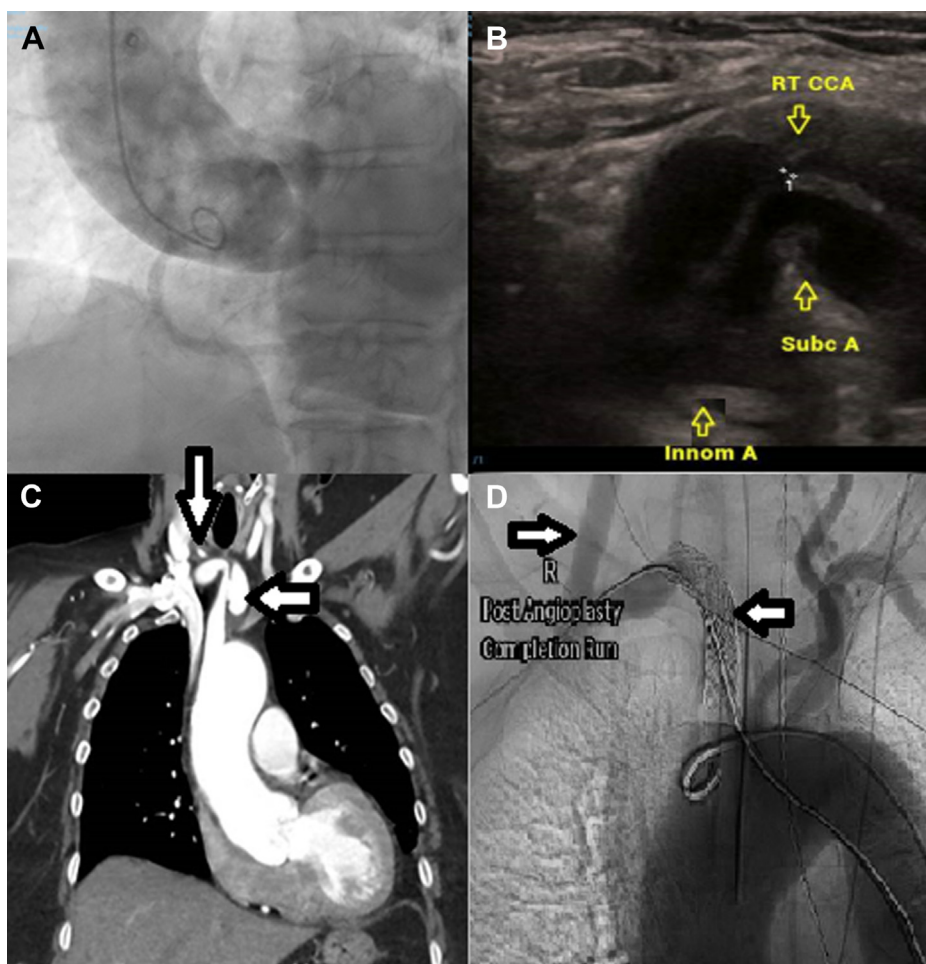 A
B
RT CCA
1
Subc A
Innom A
C
D
R
Post Angioplasty
Completion Run